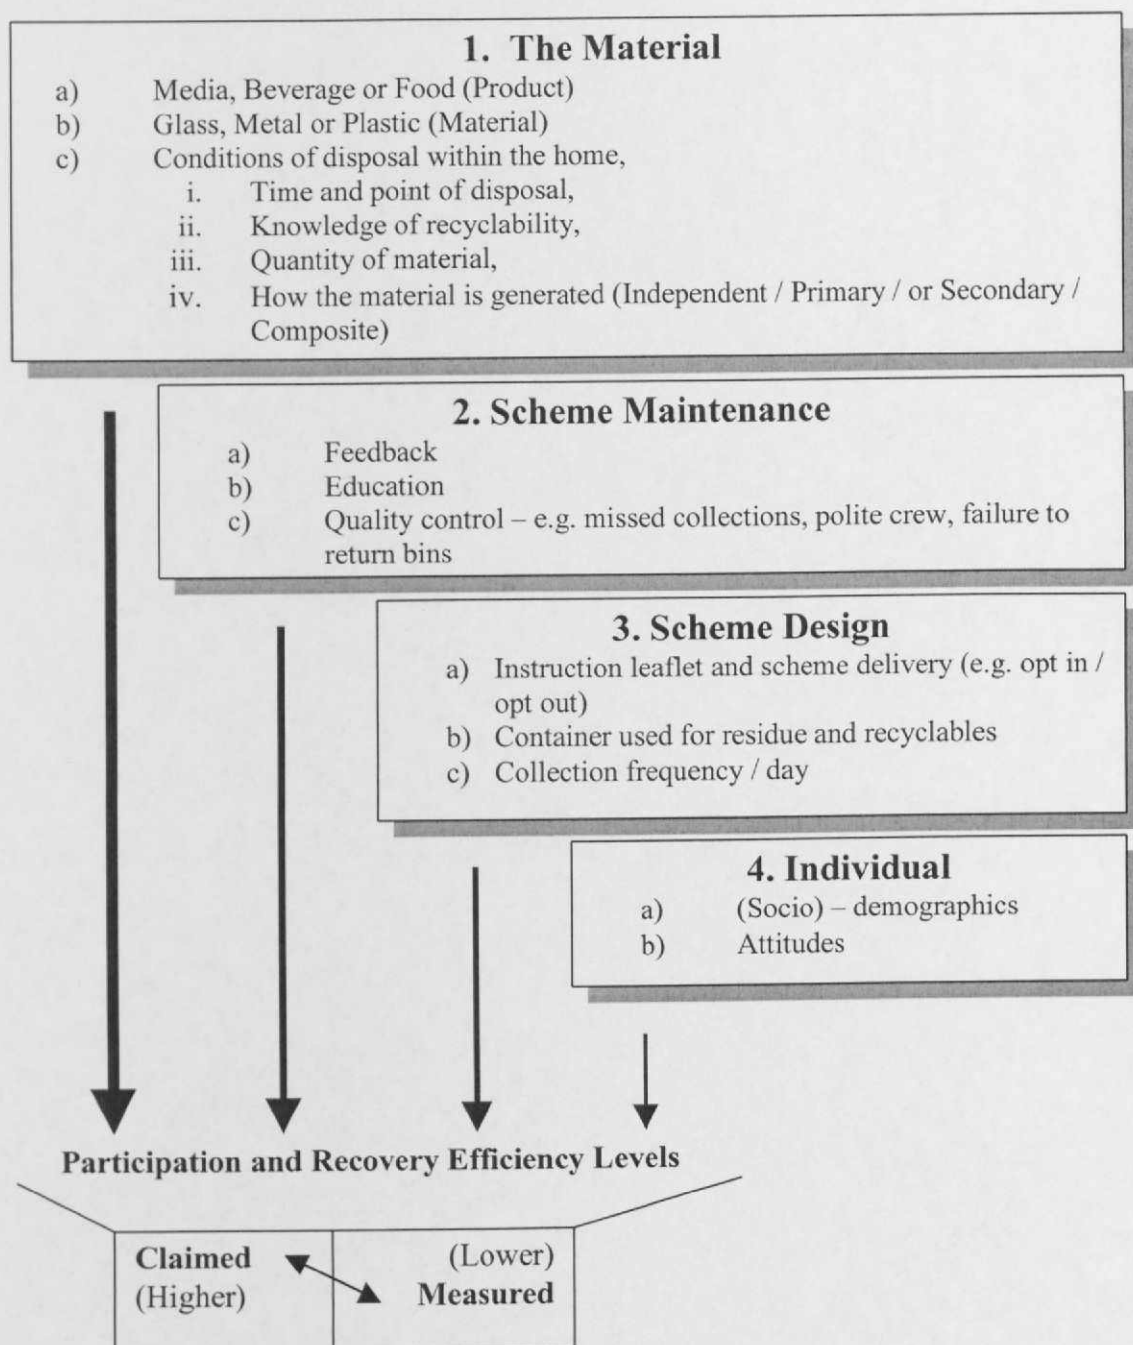 1. The Material
a) Media, Beverage or Food (Product)
b) Glass, Metal or Plastic (Material)
c) Conditions of disposal within the home,
i. Time and point of disposal,
ii. Knowledge of recyclability,
iii. Quantity of material,
iv. How the material is generated (Independent / Primary / or Secondary /
Composite)
2. Scheme Maintenance
a) Feedback
b) Education
c) Quality control – e.g. missed collections, polite crew, failure to
return bins
3. Scheme Design
a) Instruction leaflet and scheme delivery (e.g. opt in /
opt out)
b) Container used for residue and recyclables
c) Collection frequency / day
4. Individual
a) (Socio) – demographics
b) Attitudes
Participation and Recovery Efficiency Levels
Claimed
(Higher)
(Lower)
Measured